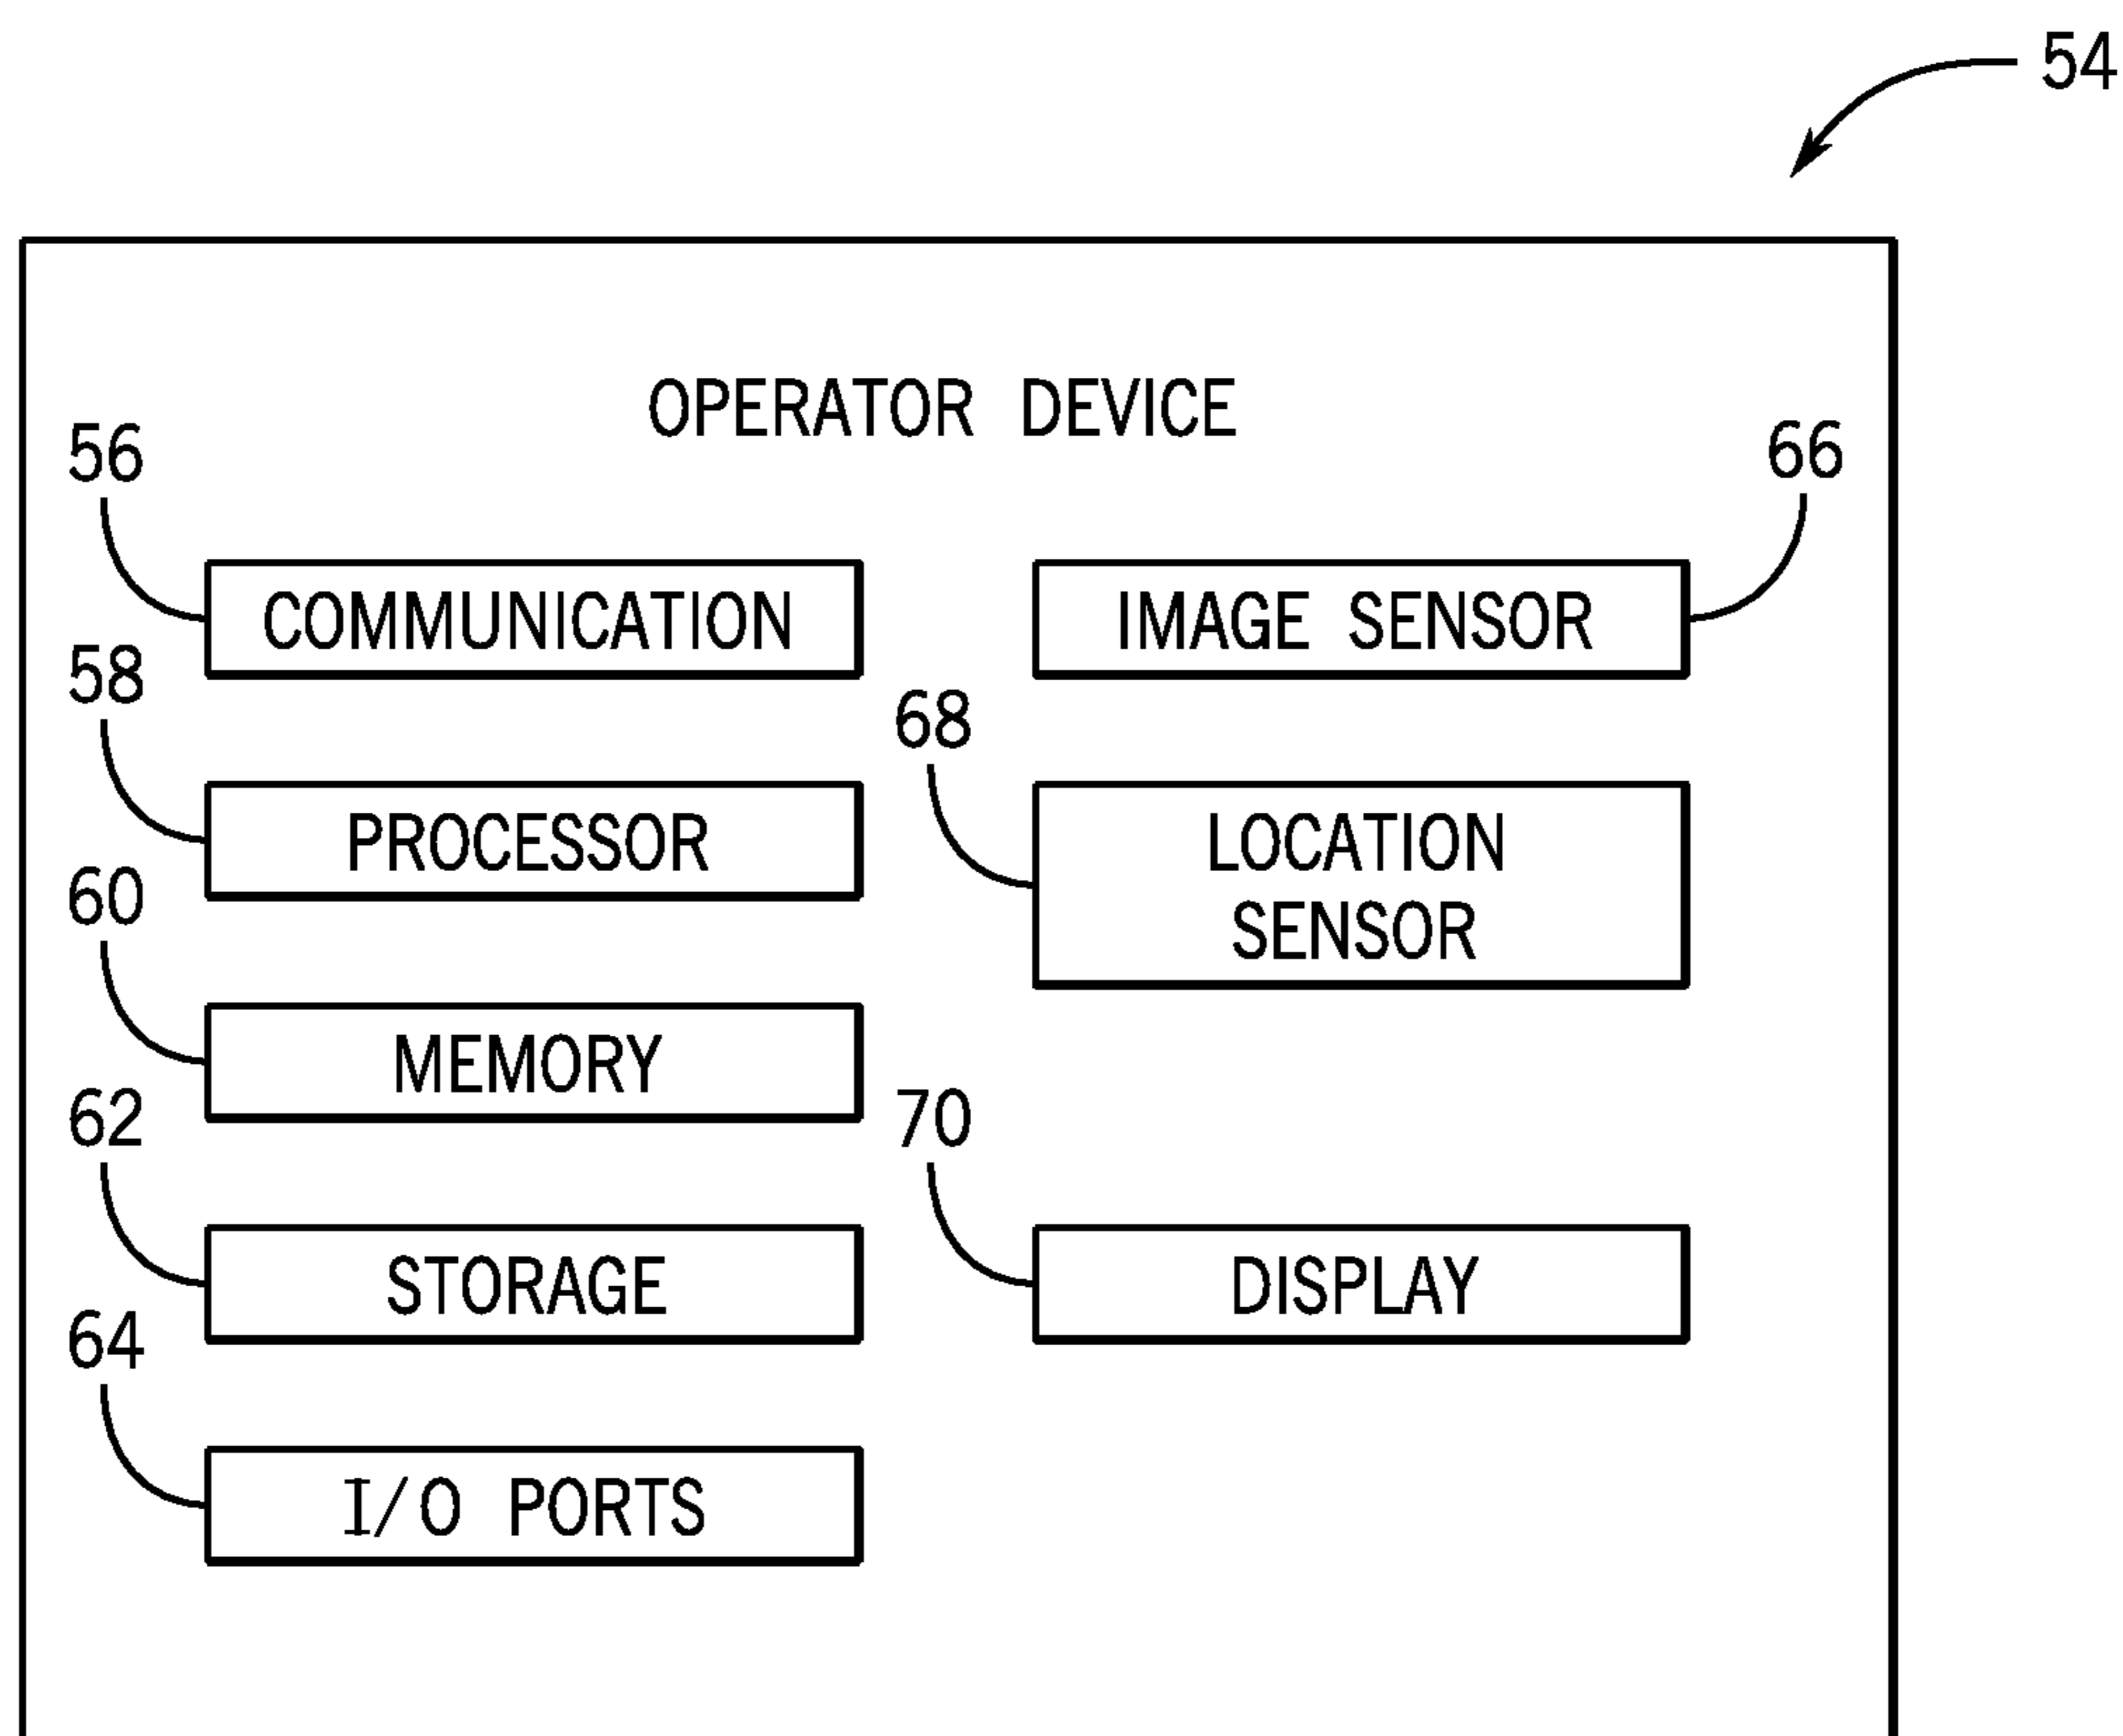 54
OPERATOR DEVICE
56
66
COMMUNICATION
IMAGE SENSOR
58
68
PROCESSOR
LOCATION
SENSOR
60
MEMORY
62
70
STORAGE
DISPLAY
64
I/O PORTS